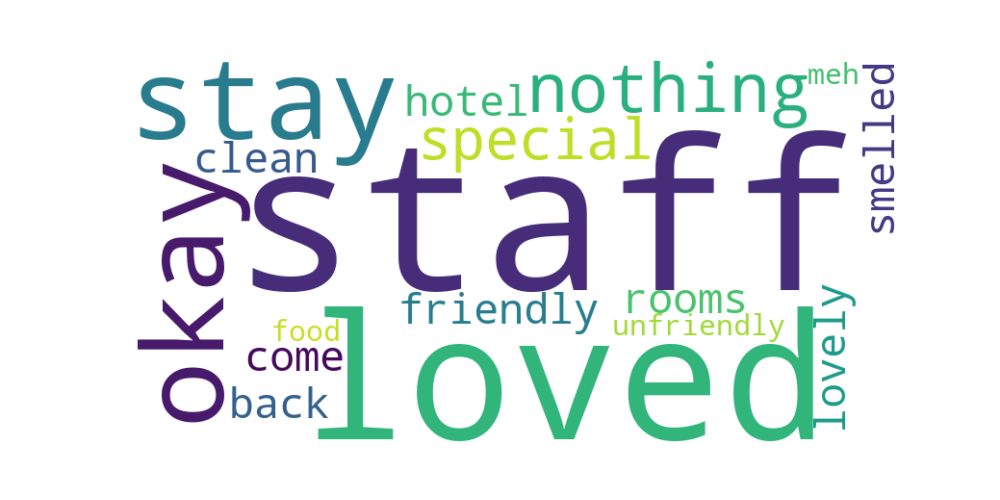 stay
hotel
nothing
meh
smelled
clean
special
okay
staff
friendly
rooms
unfriendly
lovely
food
come
back
loved